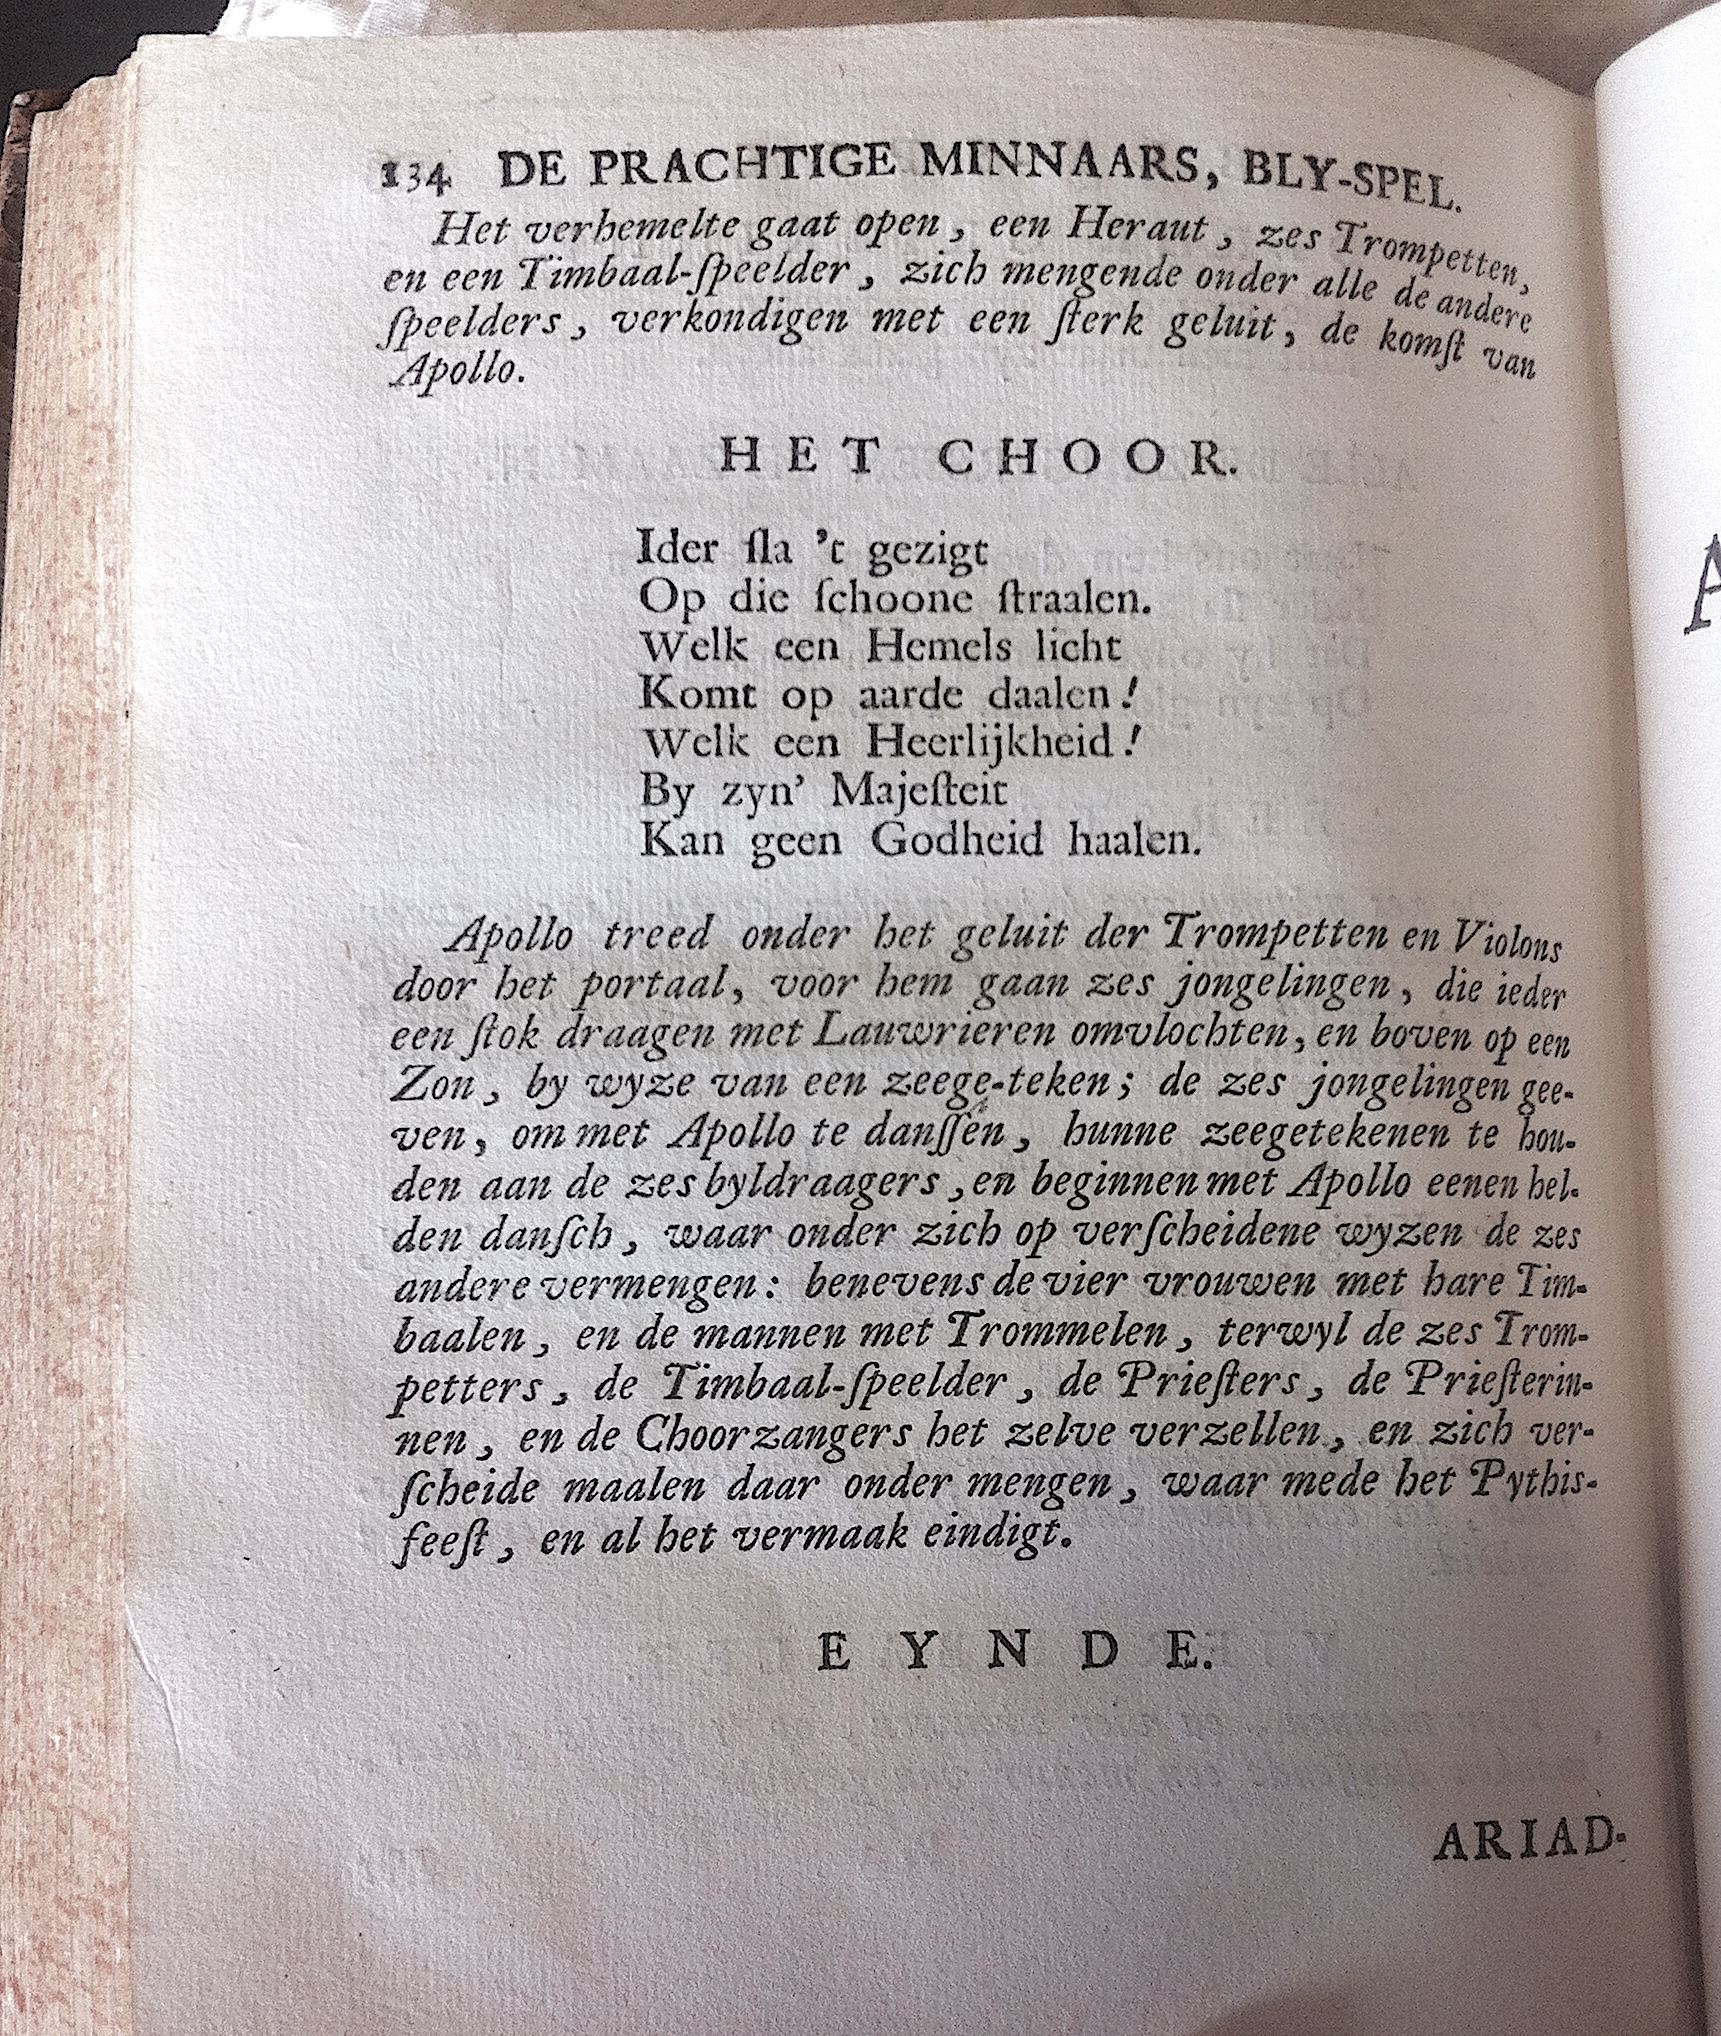 134 DE PRACHTIGE MINNAARS, BLY-SPEL.
Het verhemelte gaat open, een Heraut, zes Trompetten,
en een Timbaal-ſpeelder, zich mengende onder alle de andere
ſpeelders, verkondigen met een ſterk geluit, de komſt van
Apollo.
HET CHOOR.
Ider ſla 't gezigt
Op die ſchoone ſtraalen.
Welk een Hemels licht
Komt op aarde daalen!
Welk een Heerlijkheid!
By zyn' Majeſteit
Kan geen Godheid haalen.
Apollo treed onder het geluit der Trompetten en Violons
door het portaal, voor hem gaan zes jongelingen, die ieder
een ſtok draagen met Lauwrieren omvlochten, en boven op een
Zon, by wyze van een zeege-teken; de zes jongelingen gee-
ven, om met Apollo te danſſen, hunne zeegetekenen te hou-
den aan de zes byldraagers, en beginnen met Apollo eenen hel-
den danſch, waar onder zich op verſcheidene wyzen de zes
andere vermengen: benevens de vier vrouwen met hare Tim-
baalen, en de mannen met Trommelen, terwyl de zes Trom-
petters, de Timbaal-ſpeelder, de Prieſters, de Prieſterin-
nen, en de Choorzangers het zelve verzellen, en zich ver-
ſcheide maalen daar onder mengen, waar mede het Pythis-
feeſt, en al het vermaak eindigt.
EYNDE.
ARIAD-
A